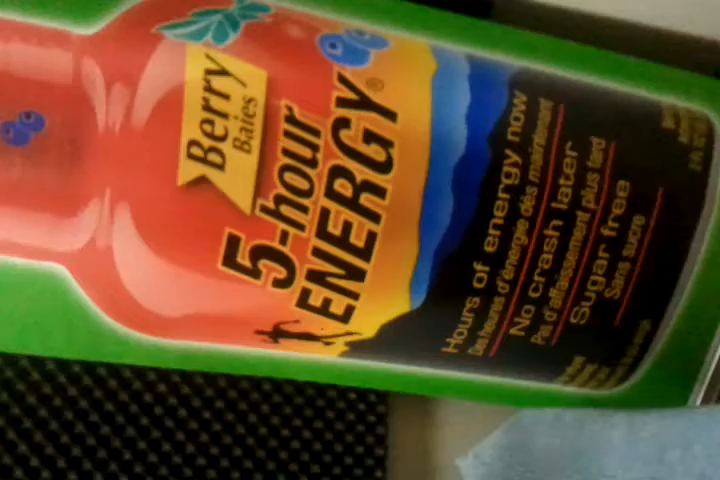 Berry
Baies
5-hour
ENERGY®
Hours of energy now
Des heures d'énergie dès maintenant
No crash later
Pas d'affaissement plus tard
Sugar free
Sans sucre